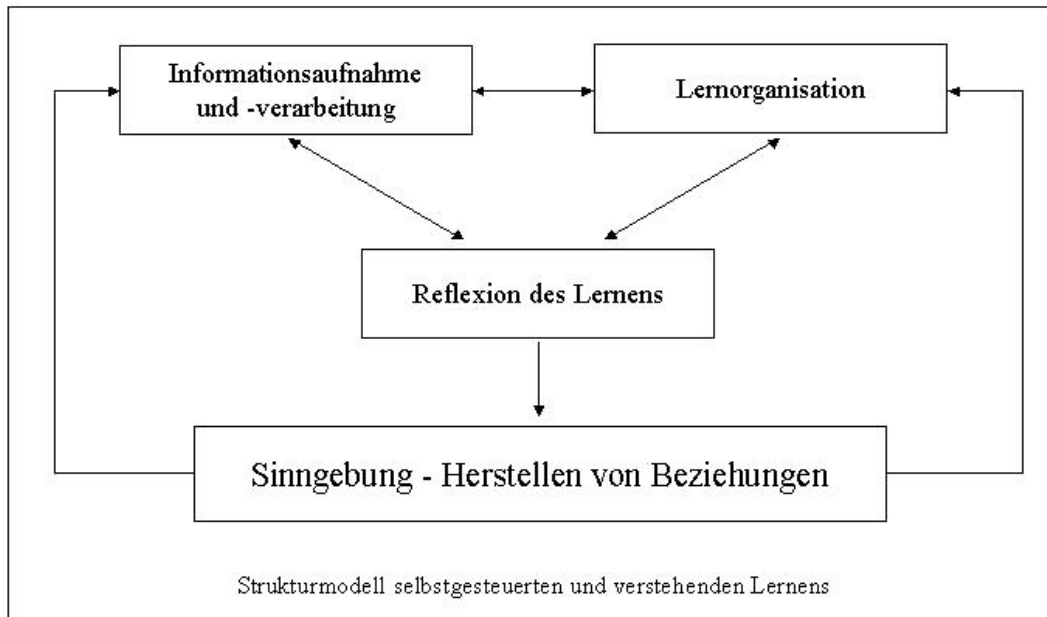 Informationsaufnahme
und -verarbeitung
Lernorganisation
Reflexion des Lernens
Sinngebung - Herstellen von Beziehungen
Strukturmodell selbstgesteuerten und verstehenden Lernens